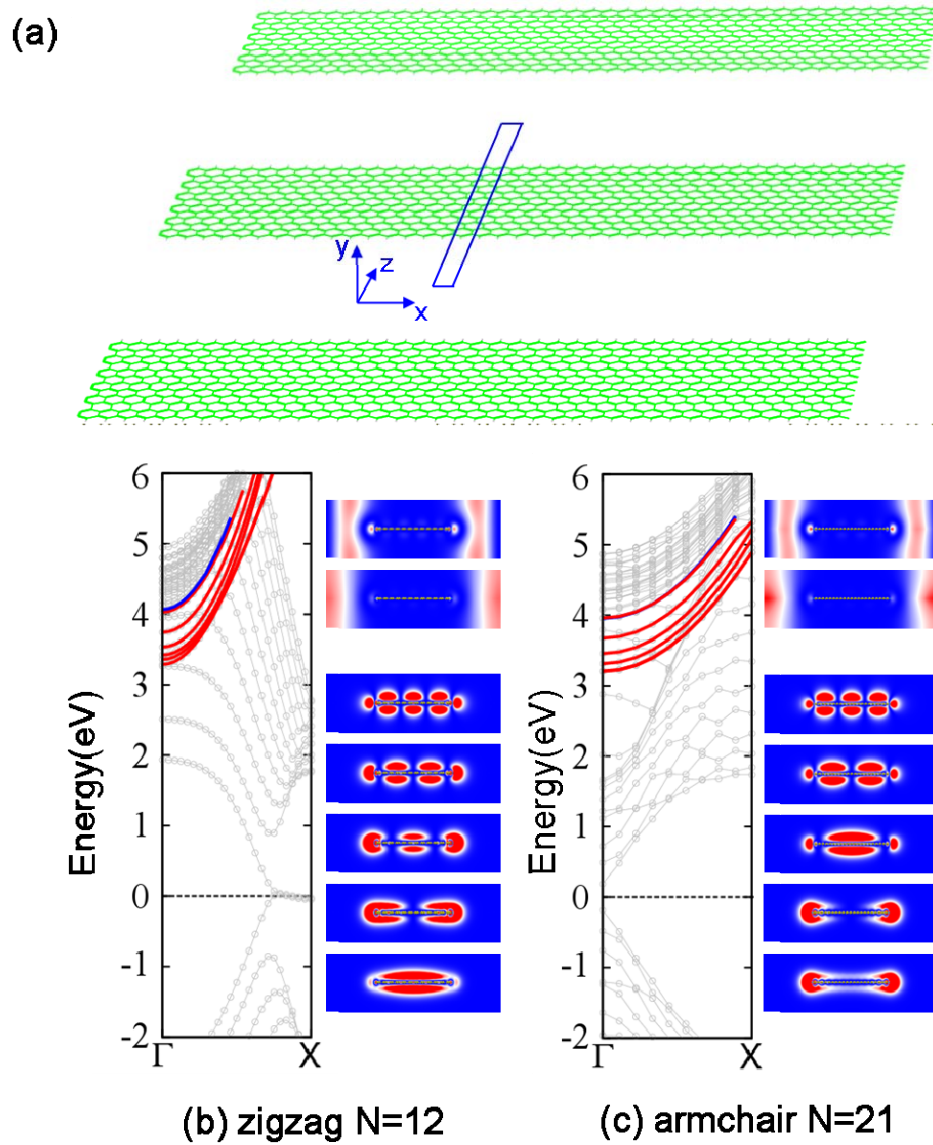 (a)
y
z
x
6
5
4
3
2
1
0
-1
-2
Energy(eV)
Γ X
6
5
4
3
2
1
0
-1
-2
Energy(eV)
Γ X
(b) zigzag N=12
(c) armchair N=21